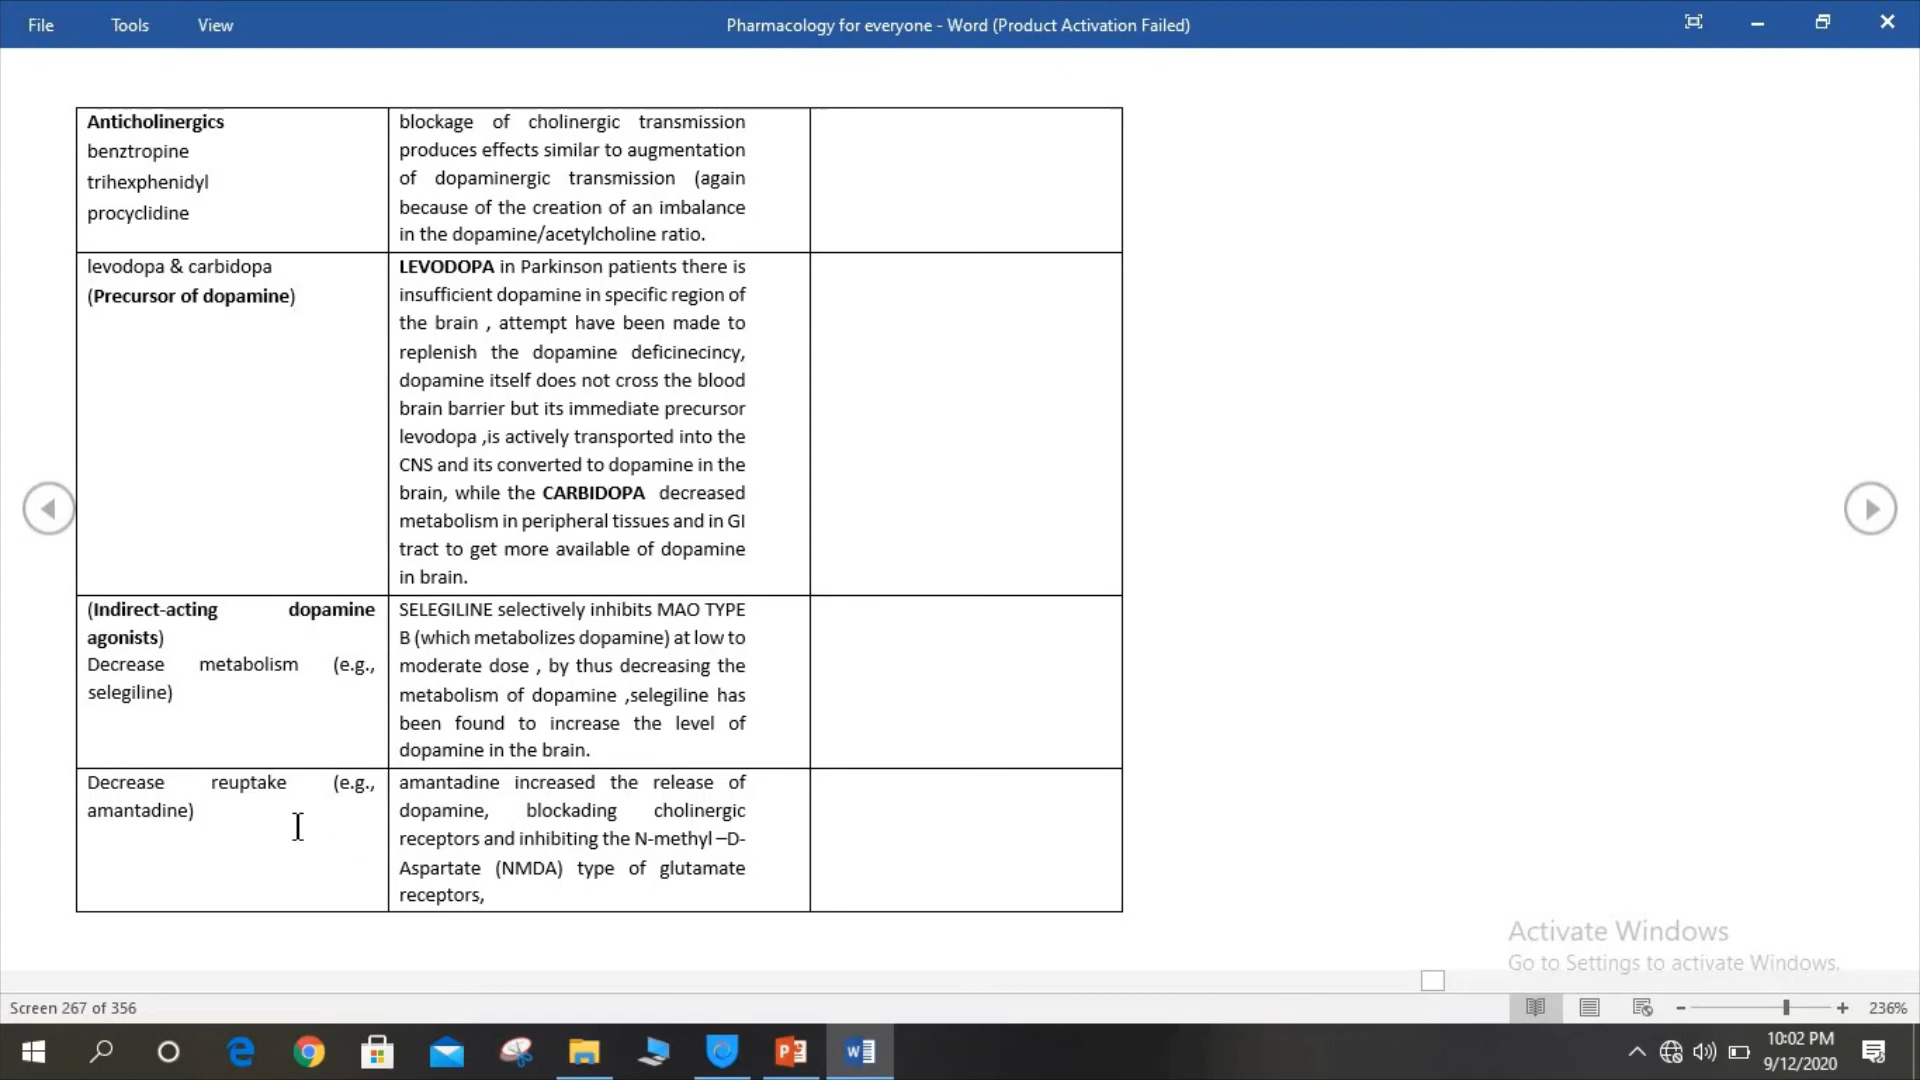 File Tools View Pharmacology for everyone - Word (Product Activation Failed)
Anticholinergics
benztropine
trihexphenidyl
procyclidine
blockage of cholinergic transmission
produces effects similar to augmentation
of dopaminergic transmission (again
because of the creation of an imbalance
in the dopamine/acetylcholine ratio.
levodopa & carbidopa
(Precursor of dopamine)
LEVODOPA in Parkinson patients there is
insufficient dopamine in specific region of
the brain , attempt have been made to
replenish the dopamine deficinecincy,
dopamine itself does not cross the blood
brain barrier but its immediate precursor
levodopa ,is actively transported into the
CNS and its converted to dopamine in the
brain, while the CARBIDOPA decreased
metabolism in peripheral tissues and in GI
tract to get more available of dopamine
in brain.
(Indirect-acting dopamine
agonists)
Decrease metabolism (e.g.,
selegiline)
SELEGILINE selectively inhibits MAO TYPE
B (which metabolizes dopamine) at low to
moderate dose , by thus decreasing the
metabolism of dopamine ,selegiline has
been found to increase the level of
dopamine in the brain.
Decrease reuptake (e.g.,
amantadine)
amantadine increased the release of
dopamine, blockading cholinergic
receptors and inhibiting the N-methyl –D-
Aspartate (NMDA) type of glutamate
receptors,
Activate Windows
Go to Settings to activate Windows.
Screen 267 of 356
236%
10:02 PM
9/12/2020